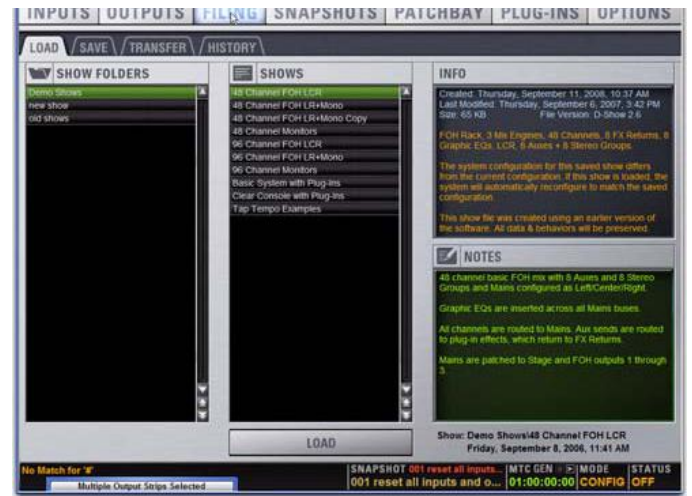 INPUTS OUTPUTS FILING SNAPSHOTS PATCHBAY PLUG-INS OPTIONS
LOAD SAVE TRANSFER HISTORY
SHOW FOLDERS
Demo Shows
new show
old shows
SHOWS
48 Channel FOH LCR
48 Channel FOH LR+Mono
48 Channel FOH LR+Mono Copy
48 Channel Monitors
96 Channel FOH LCR
96 Channel FOH LR+Mono
96 Channel Monitors
Basic System with Plug-Ins
Clear Console with Plug-Ins
Tap Tempo Examples
LOAD
INFO
Created: Thursday, September 11, 2008, 10:37 AM
Last Modified: Thursday, September 6, 2007, 3:42 PM
Size: 65 KB File Version: D-Show 2.6
FOH Rack, 3 Mix Engines, 48 Channels, 8 FX Returns, 8
Graphic EQs, LCR, 8 Auxes + 8 Stereo Groups.
The system configuration for this saved show differs
from the current configuration. If this show is loaded, the
system will automatically reconfigure to match the saved
configuration.
This show file was created using an earlier version of
the software. All data & behaviors will be preserved.
NOTES
48 channel basic FOH mix with 8 Auxes and 8 Stereo
Groups and Mains configured as Left/Center/Right.
Graphic EQs are inserted across all Mains buses.
All channels are routed to Mains. Aux sends are routed
to plug-in effects, which return to FX Returns.
Mains are patched to Stage and FOH outputs 1 through
3.
Show: Demo Shows\48 Channel FOH LCR
Friday, September 8, 2006, 11:41 AM
No Match for '#'
Multiple Output Strips Selected
SNAPSHOT 001 reset all inputs...
001 reset all inputs and o...
MTC GEN
01:00:00:00
MODE
CONFIG
STATUS
OFF